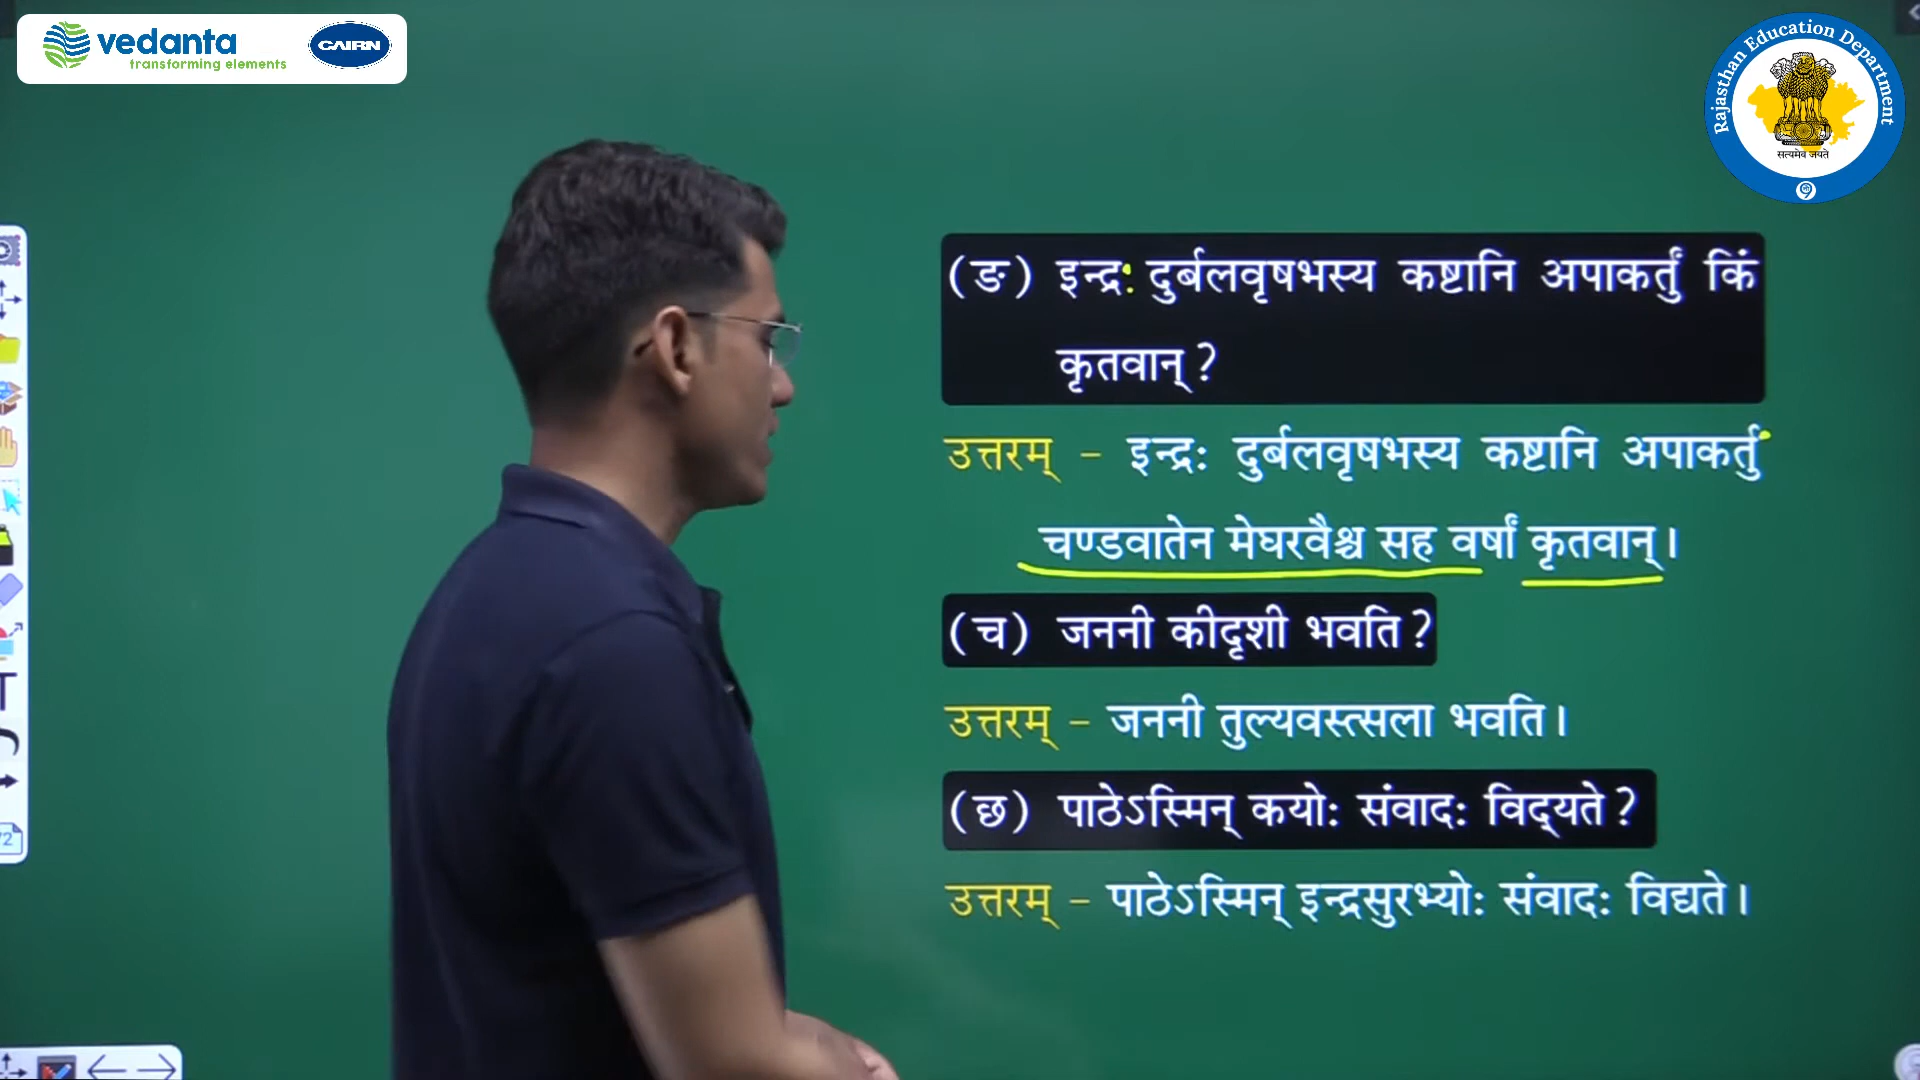 vedanta
transforming elements
CAIRN
Rajasthan Education Department
सत्यमेव जयते
(ङ) इन्द्रः दुर्बलवृषभस्य कष्टानि अपाकर्तुं किं
कृतवान् ?
उत्तरम् – इन्द्रः दुर्बलवृषभस्य कष्टानि अपाकर्तुं
चण्डवातेन मेघरवैश्च सह वर्षां कृतवान्।
(च) जननी कीदृशी भवति ?
उत्तरम् – जननी तुल्यवस्त्सला भवति।
(छ) पाठेऽस्मिन् कयोः संवादः विद्‌यते ?
उत्तरम् – पाठेऽस्मिन् इन्द्रसुरभ्योः संवादः विद्यते।